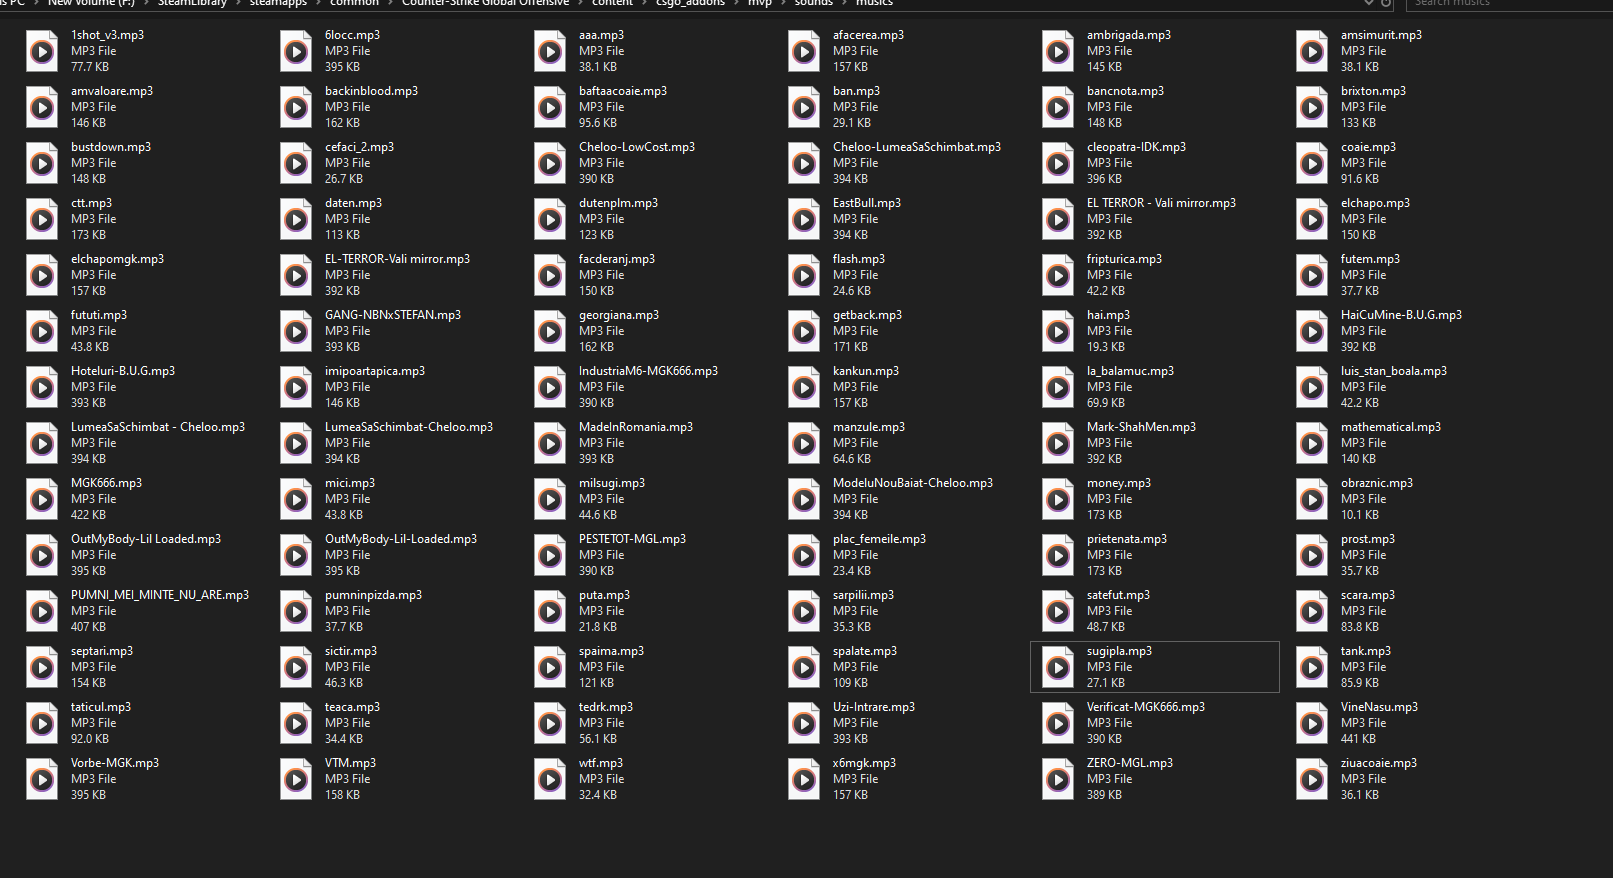 is PC > New Volume (F:) > SteamLibrary > steamapps > common > Counter-Strike Global Offensive > content > csgo_addons > mvp > sounds > musics Search musics
1shot_v3.mp3
MP3 File
77.7 KB
6locc.mp3
MP3 File
395 KB
aaa.mp3
MP3 File
38.1 KB
afacerea.mp3
MP3 File
157 KB
ambrigada.mp3
MP3 File
145 KB
amsimurit.mp3
MP3 File
38.1 KB
amvaloare.mp3
MP3 File
146 KB
backinblood.mp3
MP3 File
162 KB
baftaacoaie.mp3
MP3 File
95.6 KB
ban.mp3
MP3 File
29.1 KB
bancnota.mp3
MP3 File
148 KB
brixton.mp3
MP3 File
133 KB
bustdown.mp3
MP3 File
148 KB
cefaci_2.mp3
MP3 File
26.7 KB
Cheloo-LowCost.mp3
MP3 File
390 KB
Cheloo-LumeaSaSchimbat.mp3
MP3 File
394 KB
cleopatra-IDK.mp3
MP3 File
396 KB
coaie.mp3
MP3 File
91.6 KB
ctt.mp3
MP3 File
173 KB
daten.mp3
MP3 File
113 KB
dutenplm.mp3
MP3 File
123 KB
EastBull.mp3
MP3 File
394 KB
EL TERROR - Vali mirror.mp3
MP3 File
392 KB
elchapo.mp3
MP3 File
150 KB
elchapomgk.mp3
MP3 File
157 KB
EL-TERROR-Vali mirror.mp3
MP3 File
392 KB
facderanj.mp3
MP3 File
150 KB
flash.mp3
MP3 File
24.6 KB
fripturica.mp3
MP3 File
42.2 KB
futem.mp3
MP3 File
37.7 KB
fututi.mp3
MP3 File
43.8 KB
GANG-NBNxSTEFAN.mp3
MP3 File
393 KB
georgiana.mp3
MP3 File
162 KB
getback.mp3
MP3 File
171 KB
hai.mp3
MP3 File
19.3 KB
HaiCuMine-B.U.G.mp3
MP3 File
392 KB
Hoteluri-B.U.G.mp3
MP3 File
393 KB
imipoartapica.mp3
MP3 File
146 KB
IndustriaM6-MGK666.mp3
MP3 File
390 KB
kankun.mp3
MP3 File
157 KB
la_balamuc.mp3
MP3 File
69.9 KB
luis_stan_boala.mp3
MP3 File
42.2 KB
LumeaSaSchimbat - Cheloo.mp3
MP3 File
394 KB
LumeaSaSchimbat-Cheloo.mp3
MP3 File
394 KB
MadeInRomania.mp3
MP3 File
393 KB
manzule.mp3
MP3 File
64.6 KB
Mark-ShahMen.mp3
MP3 File
392 KB
mathematical.mp3
MP3 File
140 KB
MGK666.mp3
MP3 File
422 KB
mici.mp3
MP3 File
43.8 KB
milsugi.mp3
MP3 File
44.6 KB
ModeluNouBaiat-Cheloo.mp3
MP3 File
394 KB
money.mp3
MP3 File
173 KB
obraznic.mp3
MP3 File
10.1 KB
OutMyBody-Lil Loaded.mp3
MP3 File
395 KB
OutMyBody-Lil-Loaded.mp3
MP3 File
395 KB
PESTETOT-MGL.mp3
MP3 File
390 KB
plac_femeile.mp3
MP3 File
23.4 KB
prietenata.mp3
MP3 File
173 KB
prost.mp3
MP3 File
35.7 KB
PUMNI_MEI_MINTE_NU_ARE.mp3
MP3 File
407 KB
pumninpizda.mp3
MP3 File
37.7 KB
puta.mp3
MP3 File
21.8 KB
sarpilii.mp3
MP3 File
35.3 KB
satefut.mp3
MP3 File
48.7 KB
scara.mp3
MP3 File
83.8 KB
septari.mp3
MP3 File
154 KB
sictir.mp3
MP3 File
46.3 KB
spaima.mp3
MP3 File
121 KB
spalate.mp3
MP3 File
109 KB
sugipla.mp3
MP3 File
27.1 KB
tank.mp3
MP3 File
85.9 KB
taticul.mp3
MP3 File
92.0 KB
teaca.mp3
MP3 File
34.4 KB
tedrk.mp3
MP3 File
56.1 KB
Uzi-Intrare.mp3
MP3 File
393 KB
Verificat-MGK666.mp3
MP3 File
390 KB
VineNasu.mp3
MP3 File
441 KB
Vorbe-MGK.mp3
MP3 File
395 KB
VTM.mp3
MP3 File
158 KB
wtf.mp3
MP3 File
32.4 KB
x6mgk.mp3
MP3 File
157 KB
ZERO-MGL.mp3
MP3 File
389 KB
ziuacoaie.mp3
MP3 File
36.1 KB